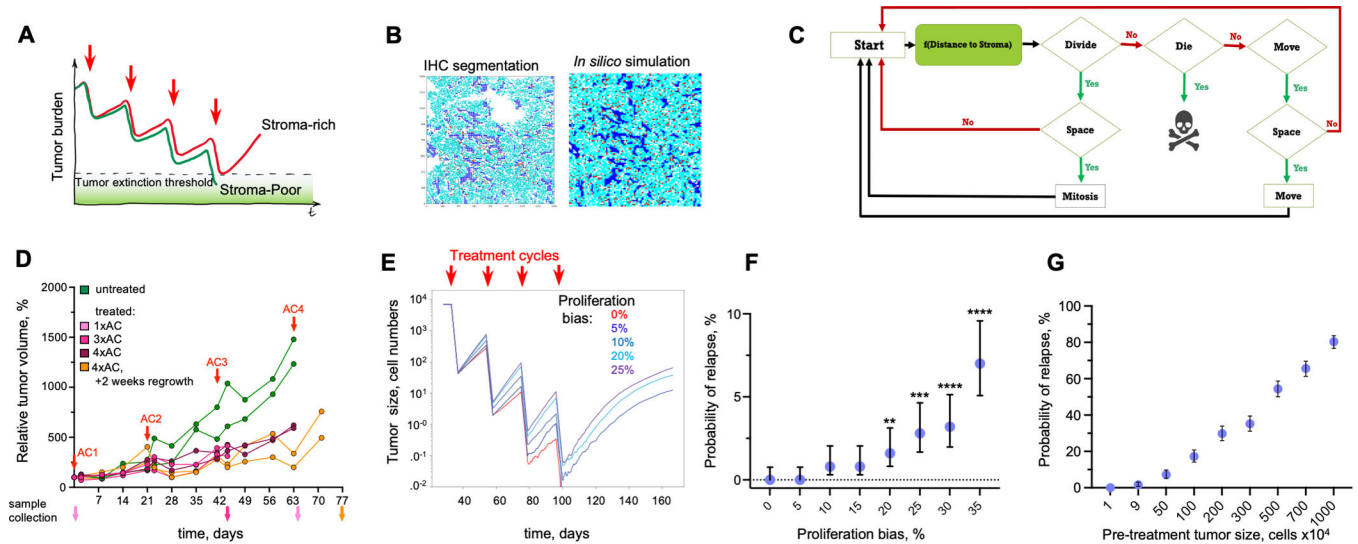 A
Tumor burden
Stroma-rich
Tumor extinction threshold
Stroma-Poor
t
B
IHC segmentation
In silico simulation
C
Start
f(Distance to Stroma)
Divide
No
Die
No
Move
Yes
Yes
Yes
No
Space
Space
No
Yes
Yes
Mitosis
Move
D
Relative tumor volume, %
2000
1500
1000
500
0
untreated
treated:
1xAC
3xAC
4xAC
4xAC,
+2 weeks regrowth
AC1
AC2
AC3
AC4
7 14 21 28 35 42 49 56 63 70 77
sample
collection
time, days
E
Treatment cycles
Proliferation
bias:
0%
5%
10%
20%
25%
Tumor size, cell numbers
10⁴
10³
10²
10¹
10⁰
10⁻¹
10⁻²
40 60 80 100 120 140 160
time, days
F
Probability of relapse, %
10
5
0
**
***
****
****
0 5 10 15 20 25 30 35
Proliferation bias, %
G
Probability of relapse, %
100
80
60
40
20
0
1 9 50 100 200 300 500 700 1000
Pre-treatment tumor size, cells x10⁴